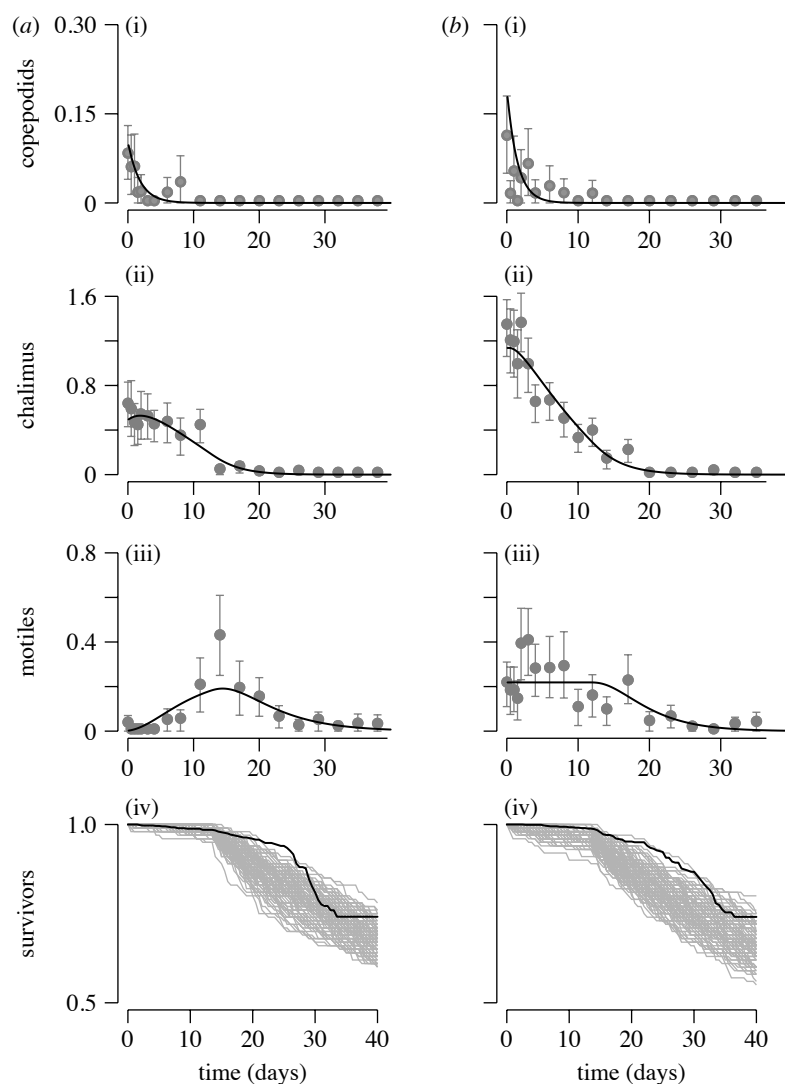 (a) (i) (b) (i)
0.30
0.15
0
copepodids
0 10 20 30 0 10 20 30
(ii) (ii)
1.6
0.8
0
chalimus
0 10 20 30 0 10 20 30
(iii) (iii)
0.8
0.4
0
motiles
0 10 20 30 0 10 20 30
(iv) (iv)
1.0
0.5
survivors
0 10 20 30 40 0 10 20 30 40
time (days) time (days)